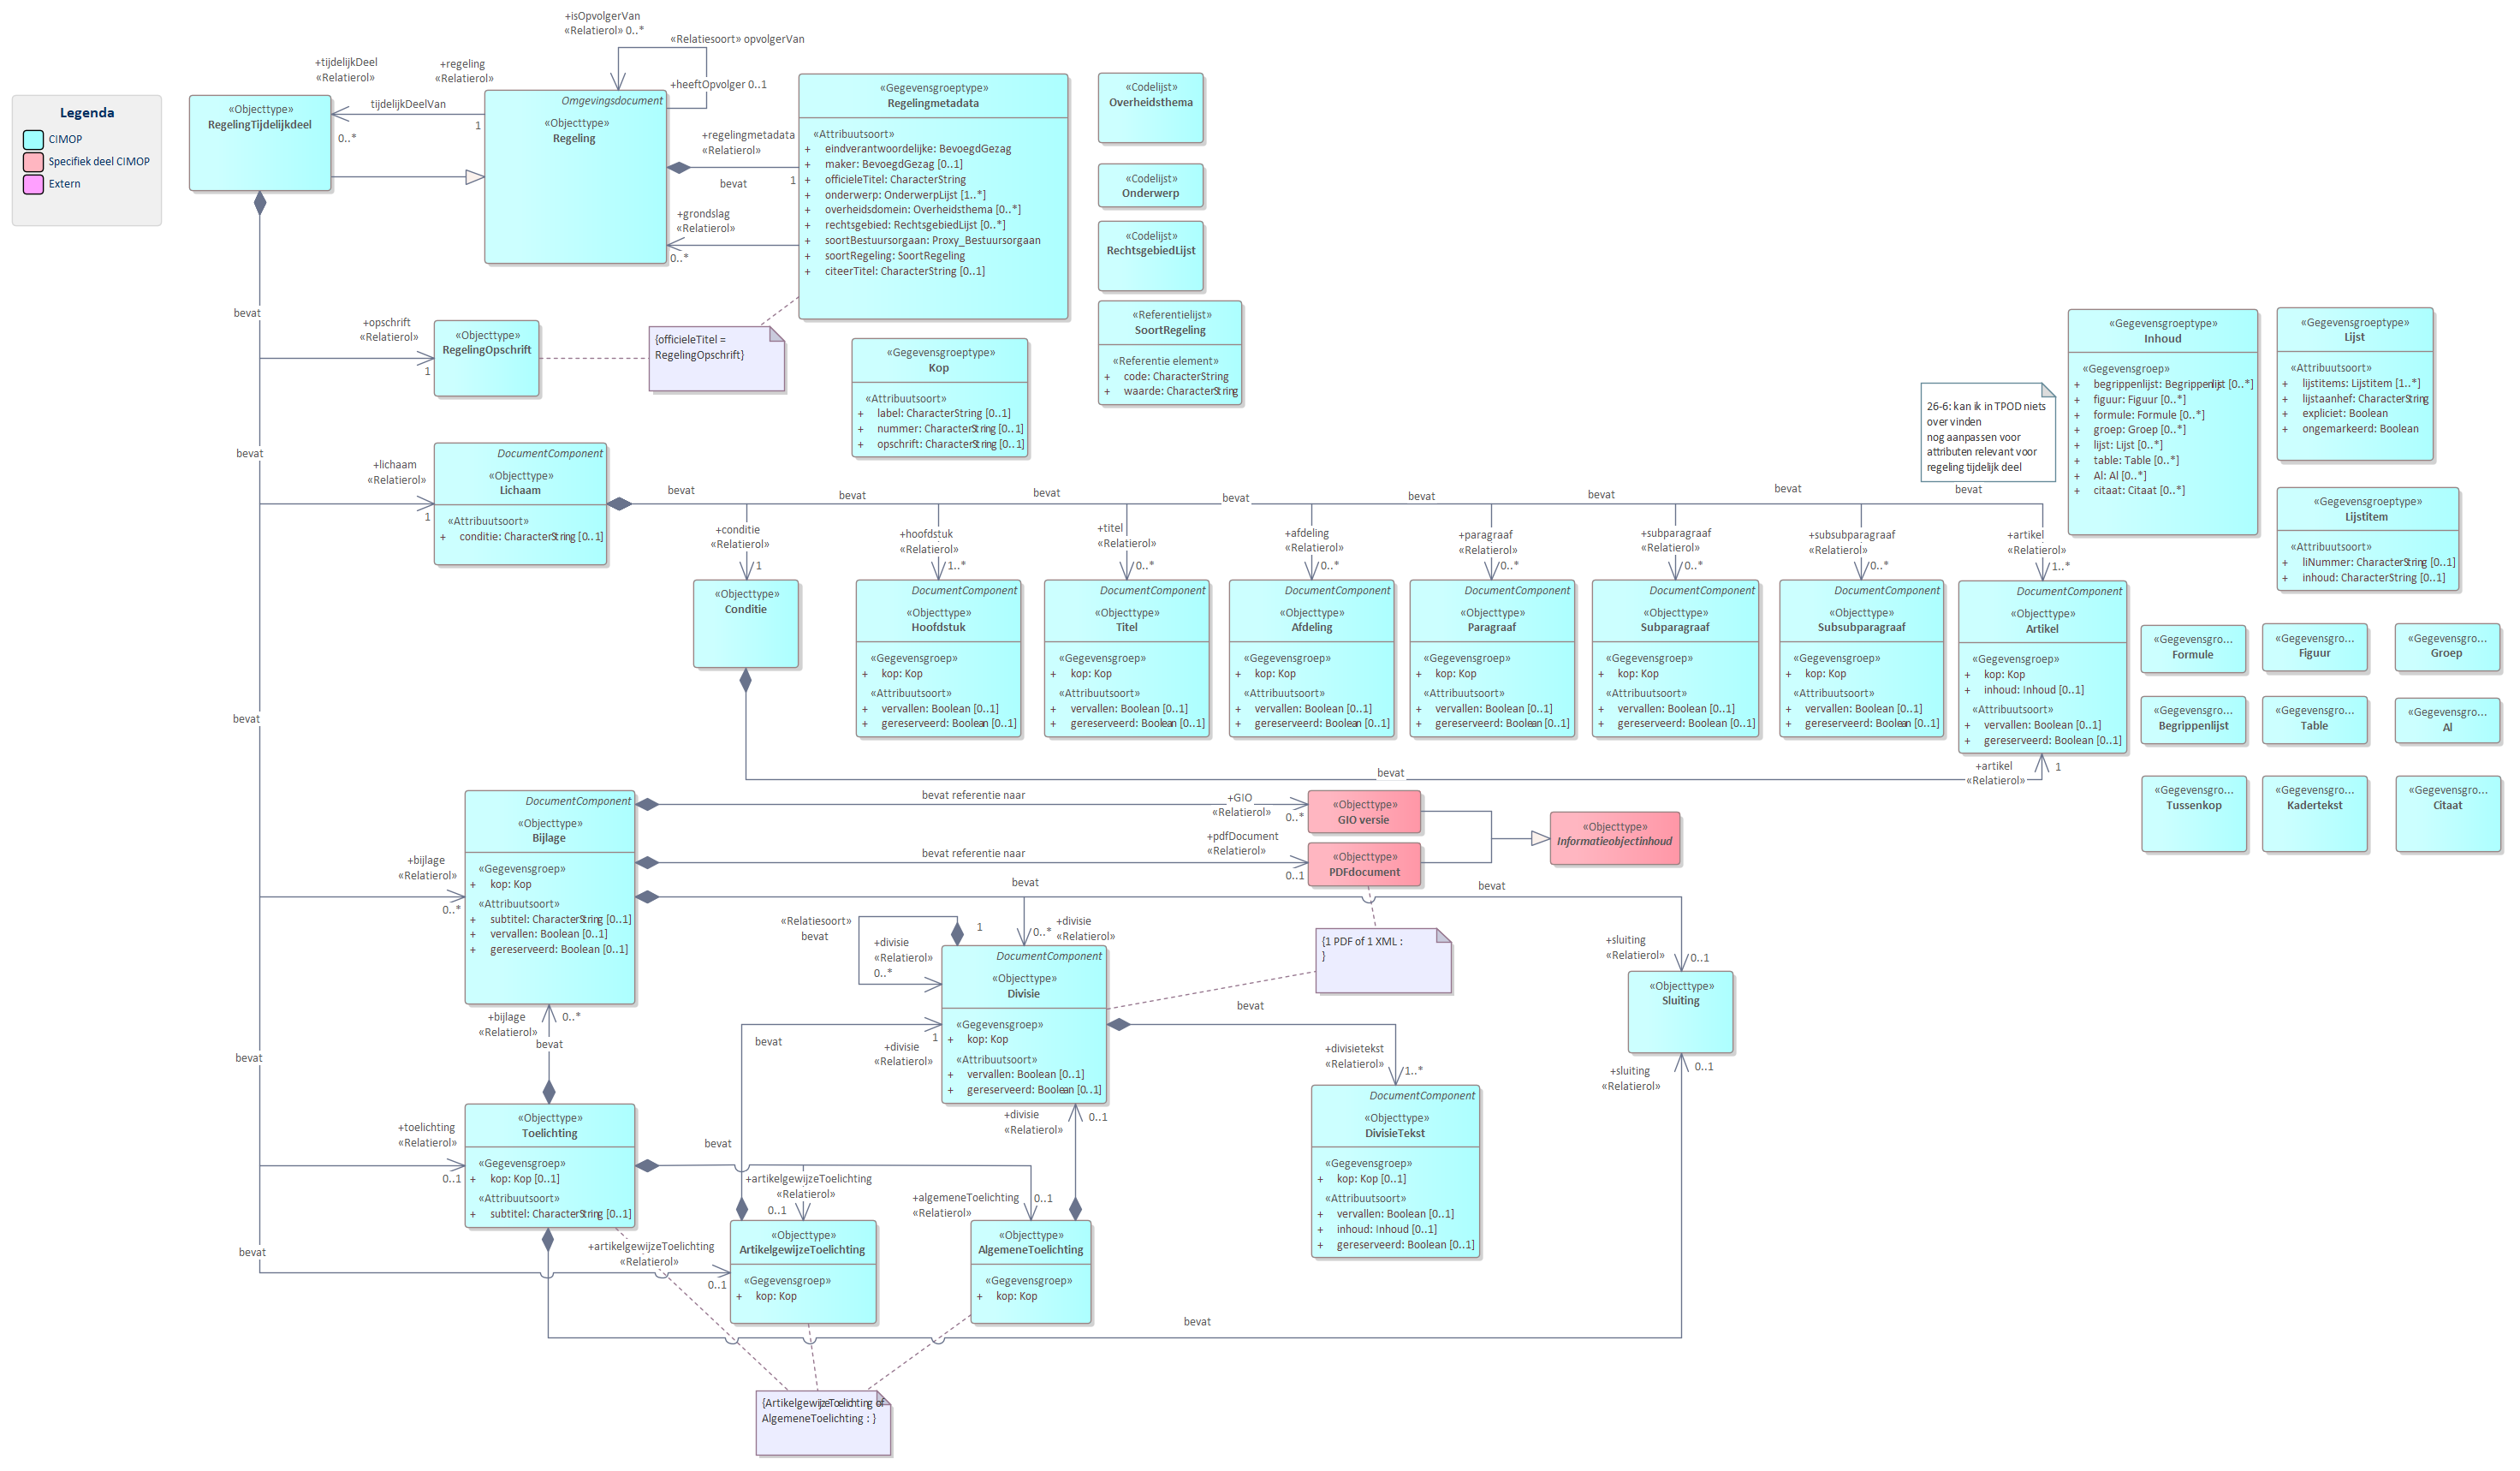 Legenda
CIMOP
Specifiek deel CIMOP
Extern
+tijdelijkDeel
«Relatierol»
+regeling
«Relatierol»
tijdelijkDeelVan
0..*
1
«Objecttype»
RegelingTijdelijkdeel
+isOpvolgerVan
«Relatierol» 0..*
«Relatiesoort» opvolgerVan
+heeftOpvolger 0..1
Omgevingsdocument
«Objecttype»
Regeling
+regelingmetadata
«Relatierol»
bevat
1
+grondslag
«Relatierol»
0..*
«Gegevensgroeptype»
Regelingmetadata
«Attribuutsoort»
+ eindverantwoordelijke: BevoegdGezag
+ maker: BevoegdGezag [0..1]
+ officieleTitel: CharacterString
+ onderwerp: OnderwerpLijst [1..*]
+ overheidsdomein: Overheidsthema [0..*]
+ rechtsgebied: RechtsgebiedLijst [0..*]
+ soortBestuursorgaan: Proxy_Bestuursorgaan
+ soortRegeling: SoortRegeling
+ citeerTitel: CharacterString [0..1]
«Codelijst»
Overheidsthema
«Codelijst»
Onderwerp
«Codelijst»
RechtsgebiedLijst
«Referentielijst»
SoortRegeling
«Referentie element»
+ code: CharacterString
+ waarde: CharacterString
bevat
+opschrift
«Relatierol»
1
«Objecttype»
RegelingOpschrift
{officieleTitel =
RegelingOpschrift}
«Gegevensgroeptype»
Kop
«Attribuutsoort»
+ label: CharacterString [0..1]
+ nummer: CharacterString [0..1]
+ opschrift: CharacterString [0..1]
26-6: kan ik in TPOD niets
over vinden
nog aanpassen voor
attributen relevant voor
regeling tijdelijk deel
«Gegevensgroeptype»
Inhoud
«Gegevensgroep»
+ begrippenlijst: Begrippenlijst [0..*]
+ figuur: Figuur [0..*]
+ formule: Formule [0..*]
+ groep: Groep [0..*]
+ lijst: Lijst [0..*]
+ table: Table [0..*]
+ Al: Al [0..*]
+ citaat: Citaat [0..*]
«Gegevensgroeptype»
Lijst
«Attribuutsoort»
+ lijstitems: Lijstitem [1..*]
+ lijstaanhef: CharacterString
+ expliciet: Boolean
+ ongemarkeerd: Boolean
«Gegevensgroeptype»
Lijstitem
«Attribuutsoort»
+ liNummer: CharacterString [0..1]
+ inhoud: CharacterString [0..1]
bevat
+lichaam
«Relatierol»
1
DocumentComponent
«Objecttype»
Lichaam
«Attribuutsoort»
+ conditie: CharacterString [0..1]
bevat
bevat
bevat
bevat
bevat
bevat
bevat
bevat
+conditie
«Relatierol»
1
+hoofdstuk
«Relatierol»
1..*
+titel
«Relatierol»
0..*
+afdeling
«Relatierol»
0..*
+paragraaf
«Relatierol»
0..*
+subparagraaf
«Relatierol»
0..*
+subsubparagraaf
«Relatierol»
0..*
+artikel
«Relatierol»
1..*
«Objecttype»
Conditie
DocumentComponent
«Objecttype»
Hoofdstuk
«Gegevensgroep»
+ kop: Kop
«Attribuutsoort»
+ vervallen: Boolean [0..1]
+ gereserveerd: Boolean [0..1]
DocumentComponent
«Objecttype»
Titel
«Gegevensgroep»
+ kop: Kop
«Attribuutsoort»
+ vervallen: Boolean [0..1]
+ gereserveerd: Boolean [0..1]
DocumentComponent
«Objecttype»
Afdeling
«Gegevensgroep»
+ kop: Kop
«Attribuutsoort»
+ vervallen: Boolean [0..1]
+ gereserveerd: Boolean [0..1]
DocumentComponent
«Objecttype»
Paragraaf
«Gegevensgroep»
+ kop: Kop
«Attribuutsoort»
+ vervallen: Boolean [0..1]
+ gereserveerd: Boolean [0..1]
DocumentComponent
«Objecttype»
Subparagraaf
«Gegevensgroep»
+ kop: Kop
«Attribuutsoort»
+ vervallen: Boolean [0..1]
+ gereserveerd: Boolean [0..1]
DocumentComponent
«Objecttype»
Subsubparagraaf
«Gegevensgroep»
+ kop: Kop
«Attribuutsoort»
+ vervallen: Boolean [0..1]
+ gereserveerd: Boolean [0..1]
DocumentComponent
«Objecttype»
Artikel
«Gegevensgroep»
+ kop: Kop
+ inhoud: Inhoud [0..1]
«Attribuutsoort»
+ vervallen: Boolean [0..1]
+ gereserveerd: Boolean [0..1]
«Gegevensgro...
Formule
«Gegevensgro...
Figuur
«Gegevensgro...
Groep
«Gegevensgro...
Begrippenlijst
«Gegevensgro...
Table
«Gegevensgro...
Al
«Gegevensgro...
Tussenkop
«Gegevensgro...
Kadertekst
«Gegevensgro...
Citaat
bevat
bevat
+artikel
«Relatierol»
1
+bijlage
«Relatierol»
0..*
DocumentComponent
«Objecttype»
Bijlage
«Gegevensgroep»
+ kop: Kop
«Attribuutsoort»
+ subtitel: CharacterString [0..1]
+ vervallen: Boolean [0..1]
+ gereserveerd: Boolean [0..1]
bevat referentie naar
+GIO
«Relatierol»
0..*
«Objecttype»
GIO versie
bevat referentie naar
+pdfDocument
«Relatierol»
0..1
«Objecttype»
PDFdocument
«Objecttype»
Informatieobjectinhoud
bevat
bevat
«Relatiesoort»
bevat
1
+divisie
«Relatierol»
0..*
0..*
+divisie
«Relatierol»
{1 PDF of 1 XML :
}
DocumentComponent
«Objecttype»
Divisie
«Gegevensgroep»
+ kop: Kop
«Attribuutsoort»
+ vervallen: Boolean [0..1]
+ gereserveerd: Boolean [0..1]
+sluiting
«Relatierol»
0..1
«Objecttype»
Sluiting
+bijlage
«Relatierol»
0..*
bevat
bevat
bevat
1
+divisie
«Relatierol»
bevat
+divisietekst
«Relatierol»
1..*
+sluiting
«Relatierol»
0..1
DocumentComponent
«Objecttype»
DivisieTekst
«Gegevensgroep»
+ kop: Kop [0..1]
«Attribuutsoort»
+ vervallen: Boolean [0..1]
+ inhoud: Inhoud [0..1]
+ gereserveerd: Boolean [0..1]
+toelichting
«Relatierol»
0..1
«Objecttype»
Toelichting
«Gegevensgroep»
+ kop: Kop [0..1]
«Attribuutsoort»
+ subtitel: CharacterString [0..1]
bevat
+divisie
«Relatierol»
0..1
+artikelgewijzeToelichting
«Relatierol»
0..1
+algemeneToelichting
«Relatierol»
0..1
bevat
+artikelgewijzeToelichting
«Relatierol»
0..1
«Objecttype»
ArtikelgewijzeToelichting
«Gegevensgroep»
+ kop: Kop
«Objecttype»
AlgemeneToelichting
«Gegevensgroep»
+ kop: Kop
bevat
{ArtikelgewijzeToelichting of
AlgemeneToelichting : }